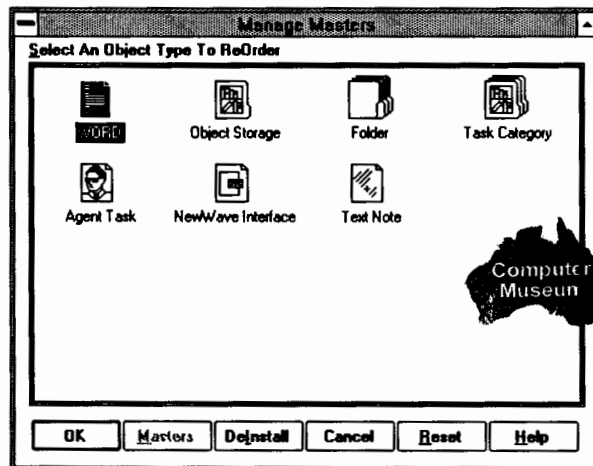 Manage Masters
Select An Object Type To ReOrder
WORD
Object Storage
Folder
Task Category
Agent Task
NewWave Interface
Text Note
Computer
Museum
OK
Masters
DeInstall
Cancel
Reset
Help